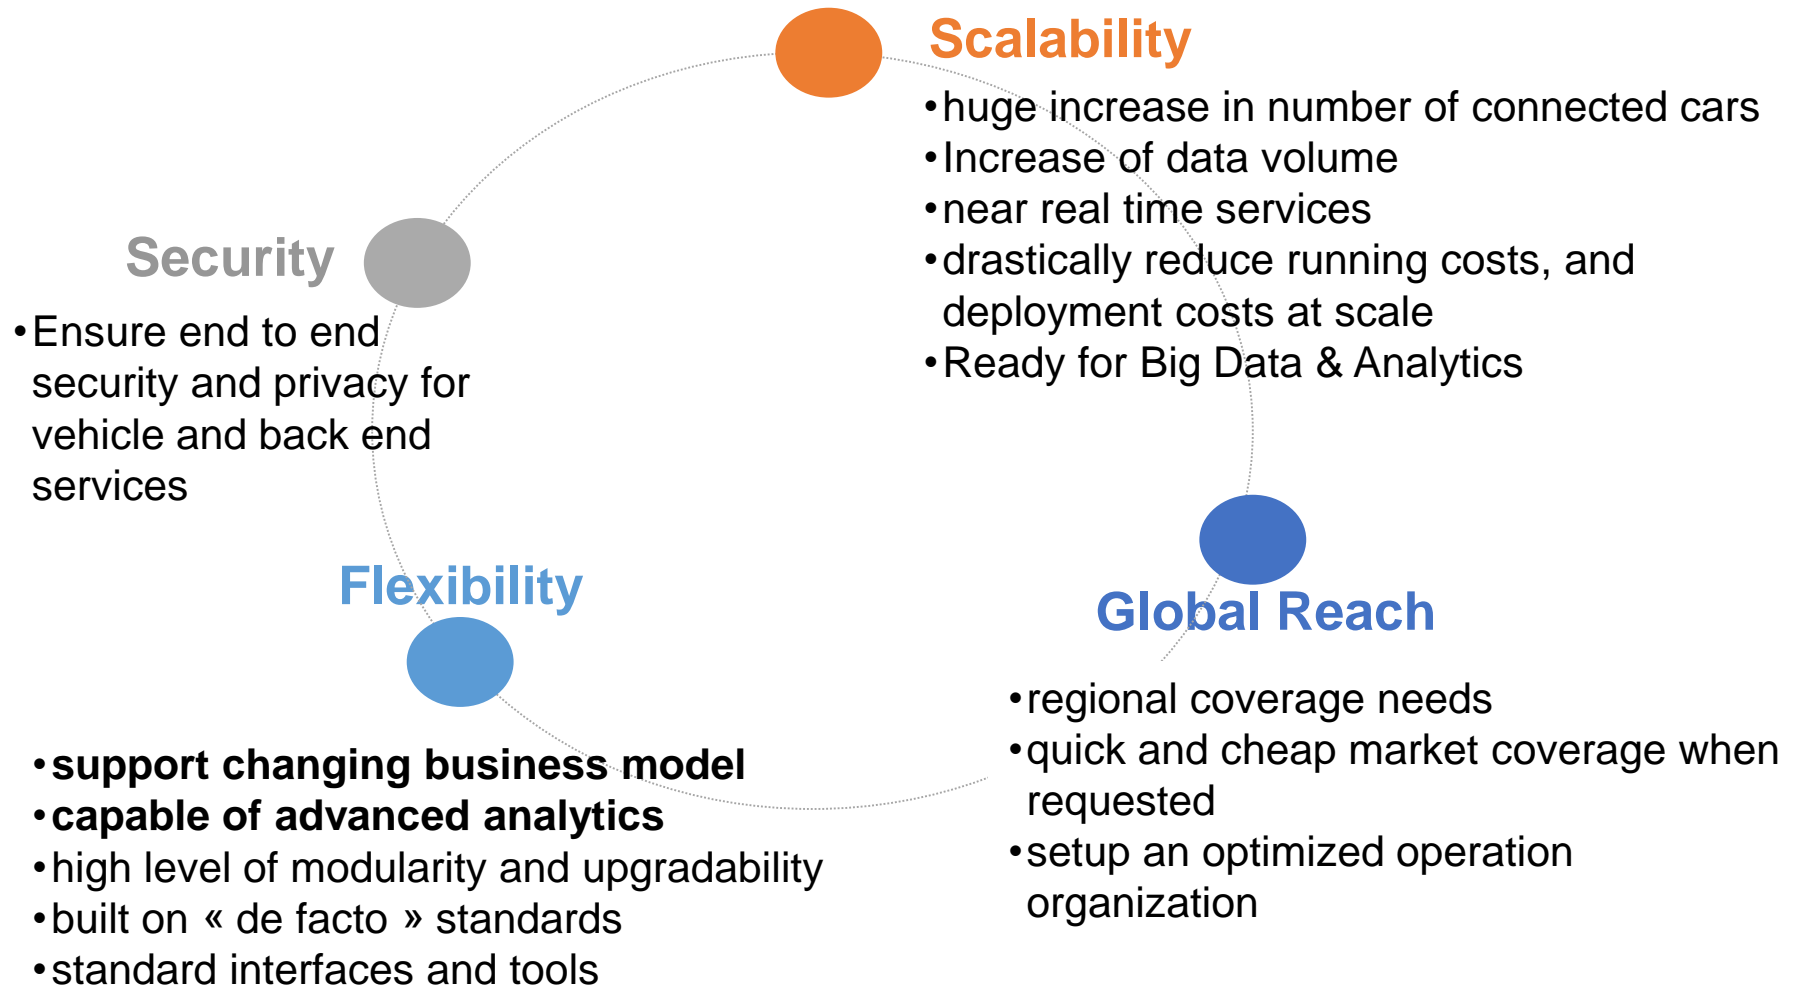 Scalability
•huge increase in number of connected cars
•Increase of data volume
•near real time services
•drastically reduce running costs, and
deployment costs at scale
•Ready for Big Data & Analytics
Security
•Ensure end to end
security and privacy for
vehicle and back end
services
Flexibility
•support changing business model
•capable of advanced analytics
•high level of modularity and upgradability
•built on « de facto » standards
•standard interfaces and tools
Global Reach
•regional coverage needs
•quick and cheap market coverage when
requested
•setup an optimized operation
organization